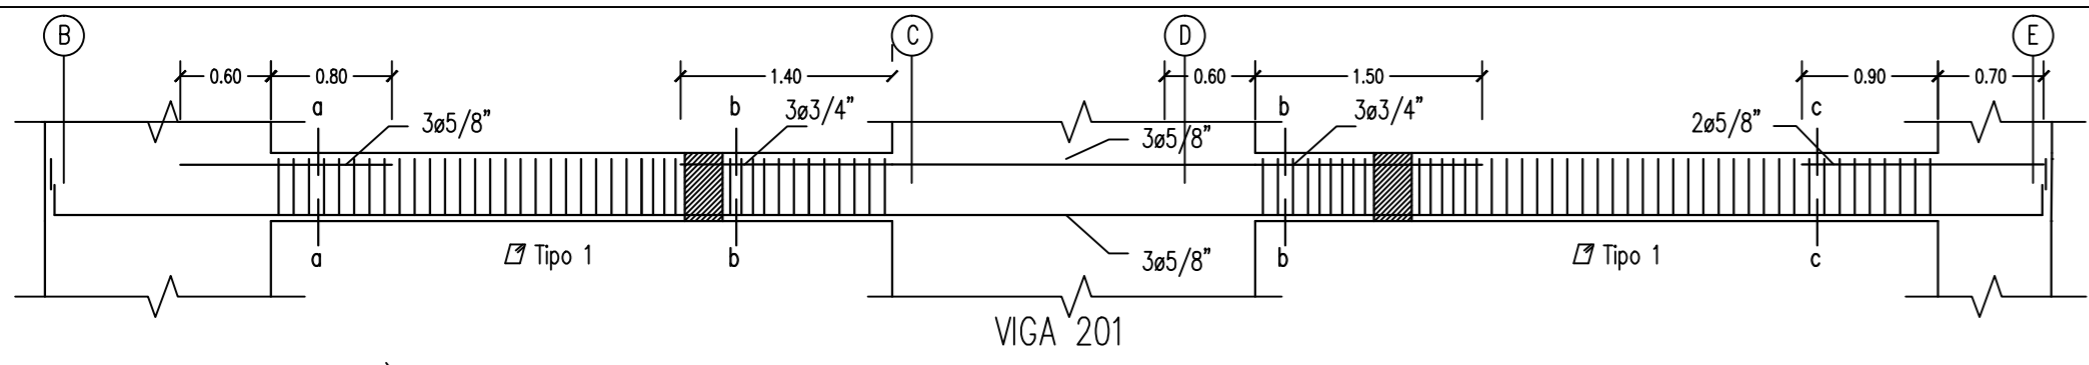 B C D E
0.60 0.80 1.40 0.60 1.50 0.90 0.70
a b b c
3ø5/8” 3ø3/4” 3ø5/8” 3ø3/4” 2ø5/8”
a Tipo 1 b 3ø5/8” b Tipo 1 c
VIGA 201